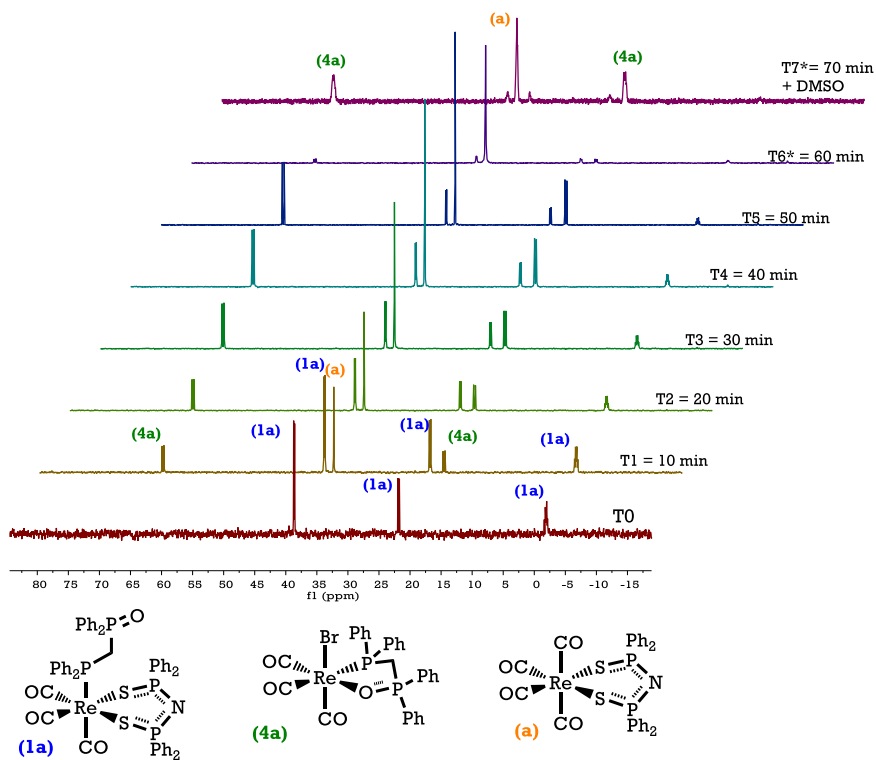 (a)
(4a)
(4a)
T7*= 70 min
+ DMSO
T6* = 60 min
T5 = 50 min
T4 = 40 min
T3 = 30 min
(1a)
(a)
T2 = 20 min
(4a)
(1a)
(1a)
(4a)
(1a)
T1 = 10 min
(1a)
(1a)
T0
80 75 70 65 60 55 50 45 40 35 30 25 20 15 10 5 0 -5 -10 -15
f1 (ppm)
Ph2P O
Ph2P
Ph2
OC
S P
OC
Re
N
S P
CO
Ph2
(1a)
Br
Ph
Ph
OC
P
Re
Ph
OC
O P
CO
Ph
(4a)
CO
Ph2
OC
S P
OC
Re
N
S P
CO
Ph2
(a)